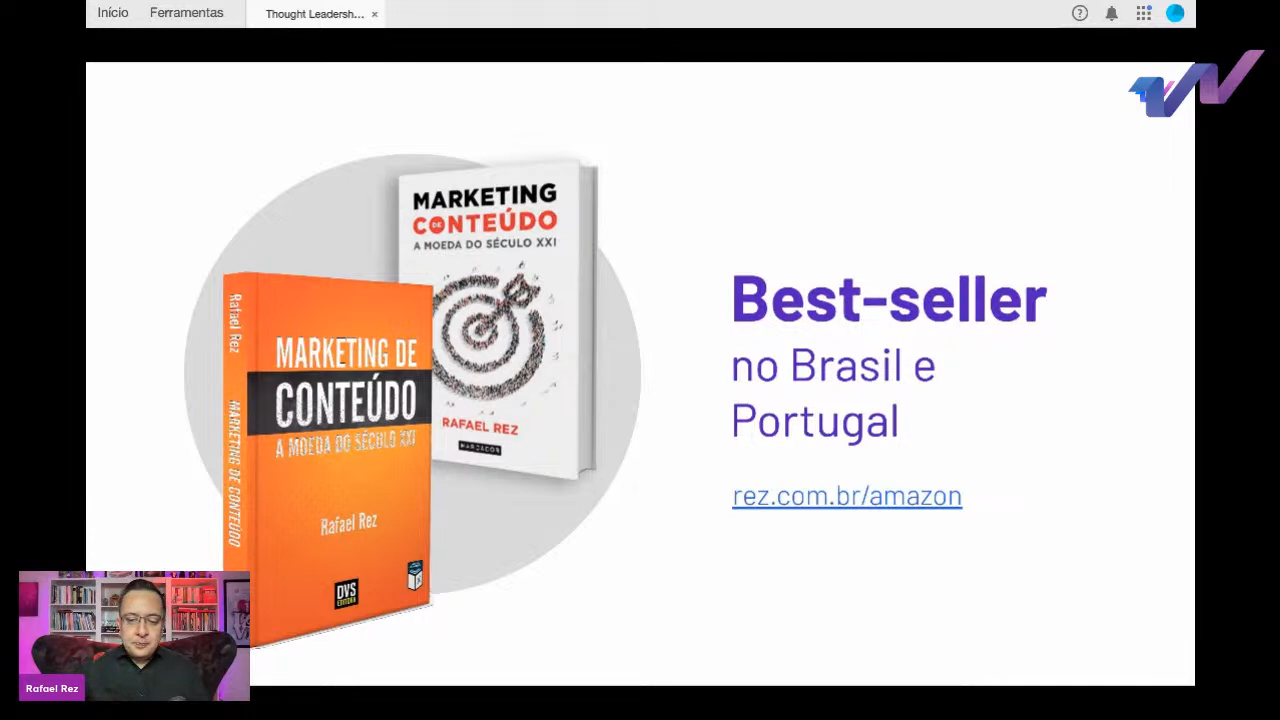 Início Ferramentas Thought Leadersh... ×
MARKETING
DE CONTEÚDO
A MOEDA DO SÉCULO XXI
RAFAEL REZ
MARCADOR
Rafael Rez
MARKETING DE CONTEÚDO
MARKETING DE
CONTEÚDO
A MOEDA DO SÉCULO XXI
Rafael Rez
DVS
EDITORA
Best-seller
no Brasil e
Portugal
rez.com.br/amazon
Rafael Rez